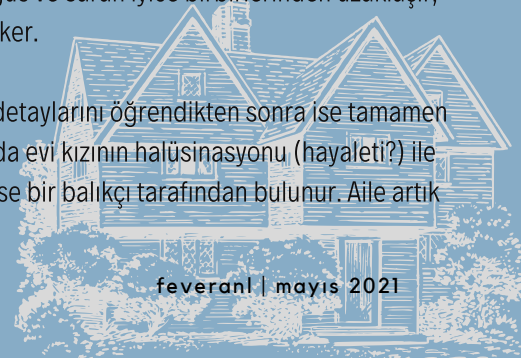 ker.
detaylarını öğrendikten sonra ise tamamen
da evi kızının halüsinasyonu (hayaleti?) ile
se bir balıkçı tarafından bulunur. Aile artık
feveranl | mayıs 2021